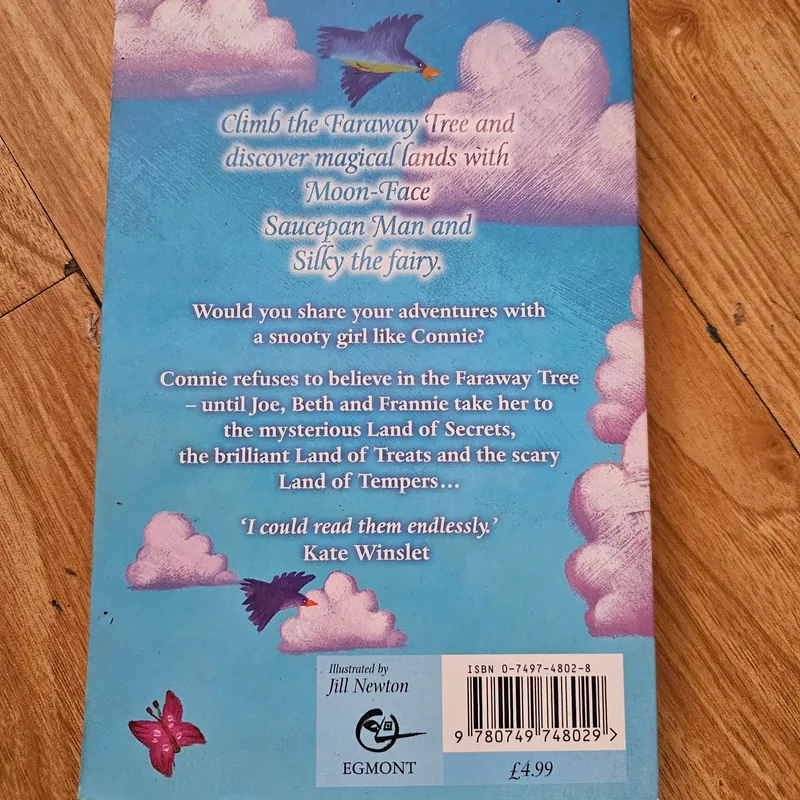 Climb the Faraway Tree and
discover magical lands with
Moon-Face
Saucepan Man and
Silky the fairy.
Would you share your adventures with
a snooty girl like Connie?
Connie refuses to believe in the Faraway Tree
– until Joe, Beth and Frannie take her to
the mysterious Land of Secrets,
the brilliant Land of Treats and the scary
Land of Tempers...
‘I could read them endlessly.’
Kate Winslet
Illustrated by
Jill Newton
EGMONT
ISBN 0-7497-4802-8
9 780749 748029 >
£4.99